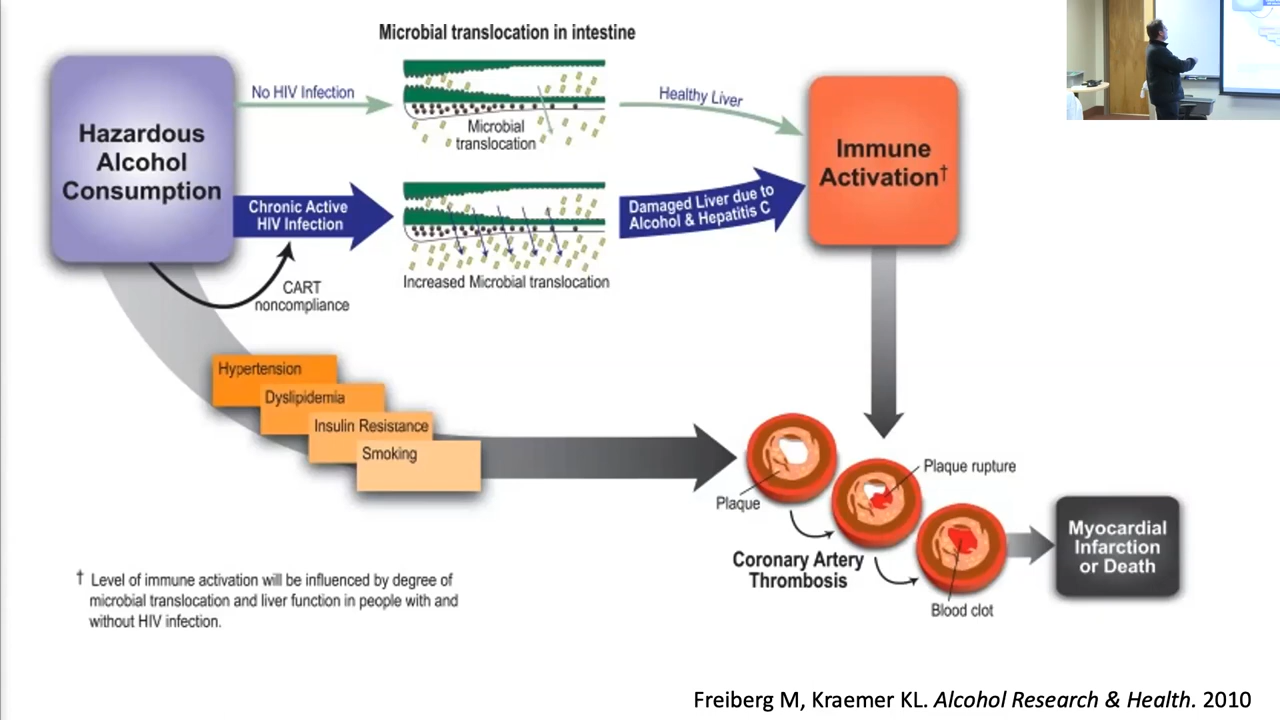 Microbial translocation in intestine
Hazardous
Alcohol
Consumption
No HIV Infection
Microbial
translocation
Healthy Liver
Immune
Activation†
Chronic Active
HIV Infection
Damaged Liver due to
Alcohol & Hepatitis C
Increased Microbial translocation
CART
noncompliance
Hypertension
Dyslipidemia
Insulin Resistance
Smoking
Plaque
Plaque rupture
Coronary Artery
Thrombosis
Blood clot
Myocardial
Infarction
or Death
† Level of immune activation will be influenced by degree of
microbial translocation and liver function in people with and
without HIV infection.
Freiberg M, Kraemer KL. Alcohol Research & Health. 2010